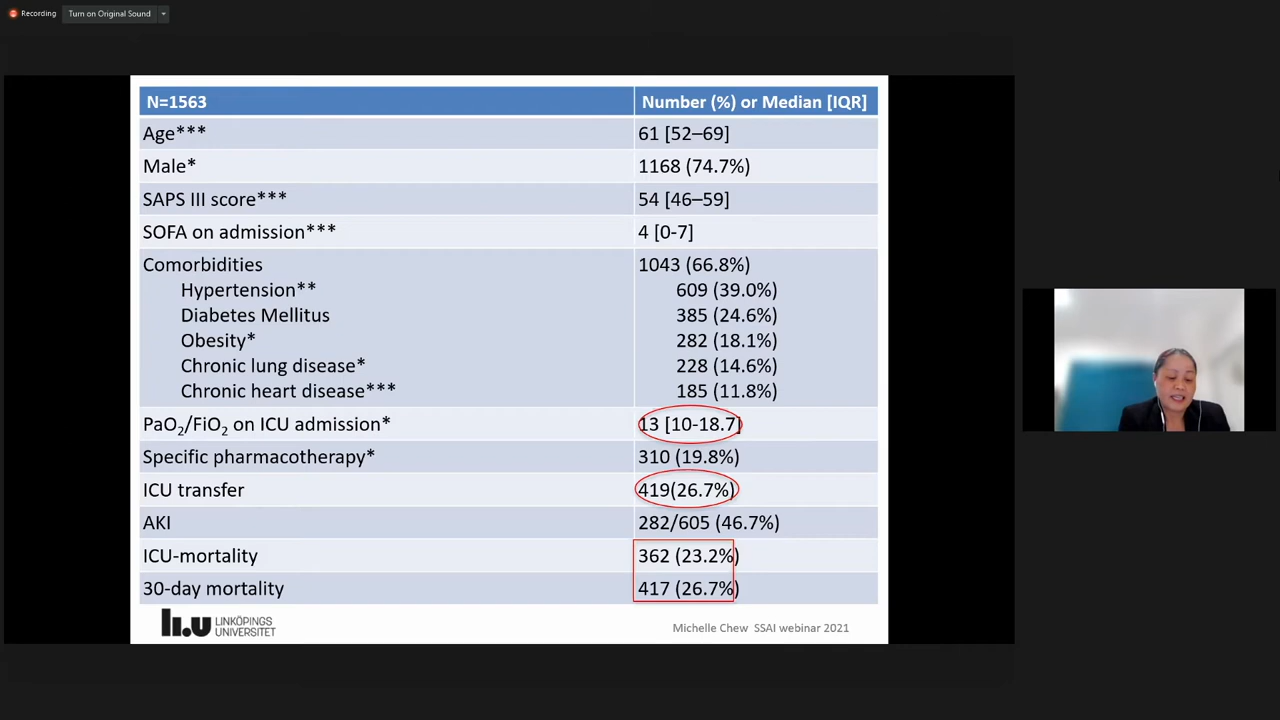 Recording
Turn on Original Sound
N=1563 Number (%) or Median [IQR]
Age*** 61 [52–69]
Male* 1168 (74.7%)
SAPS III score*** 54 [46–59]
SOFA on admission*** 4 [0-7]
Comorbidities 1043 (66.8%)
Hypertension** 609 (39.0%)
Diabetes Mellitus 385 (24.6%)
Obesity* 282 (18.1%)
Chronic lung disease* 228 (14.6%)
Chronic heart disease*** 185 (11.8%)
PaO₂/FiO₂ on ICU admission* 13 [10-18.7]
Specific pharmacotherapy* 310 (19.8%)
ICU transfer 419(26.7%)
AKI 282/605 (46.7%)
ICU-mortality 362 (23.2%)
30-day mortality 417 (26.7%)
LiU LINKÖPINGS
UNIVERSITET
Michelle Chew SSAI webinar 2021